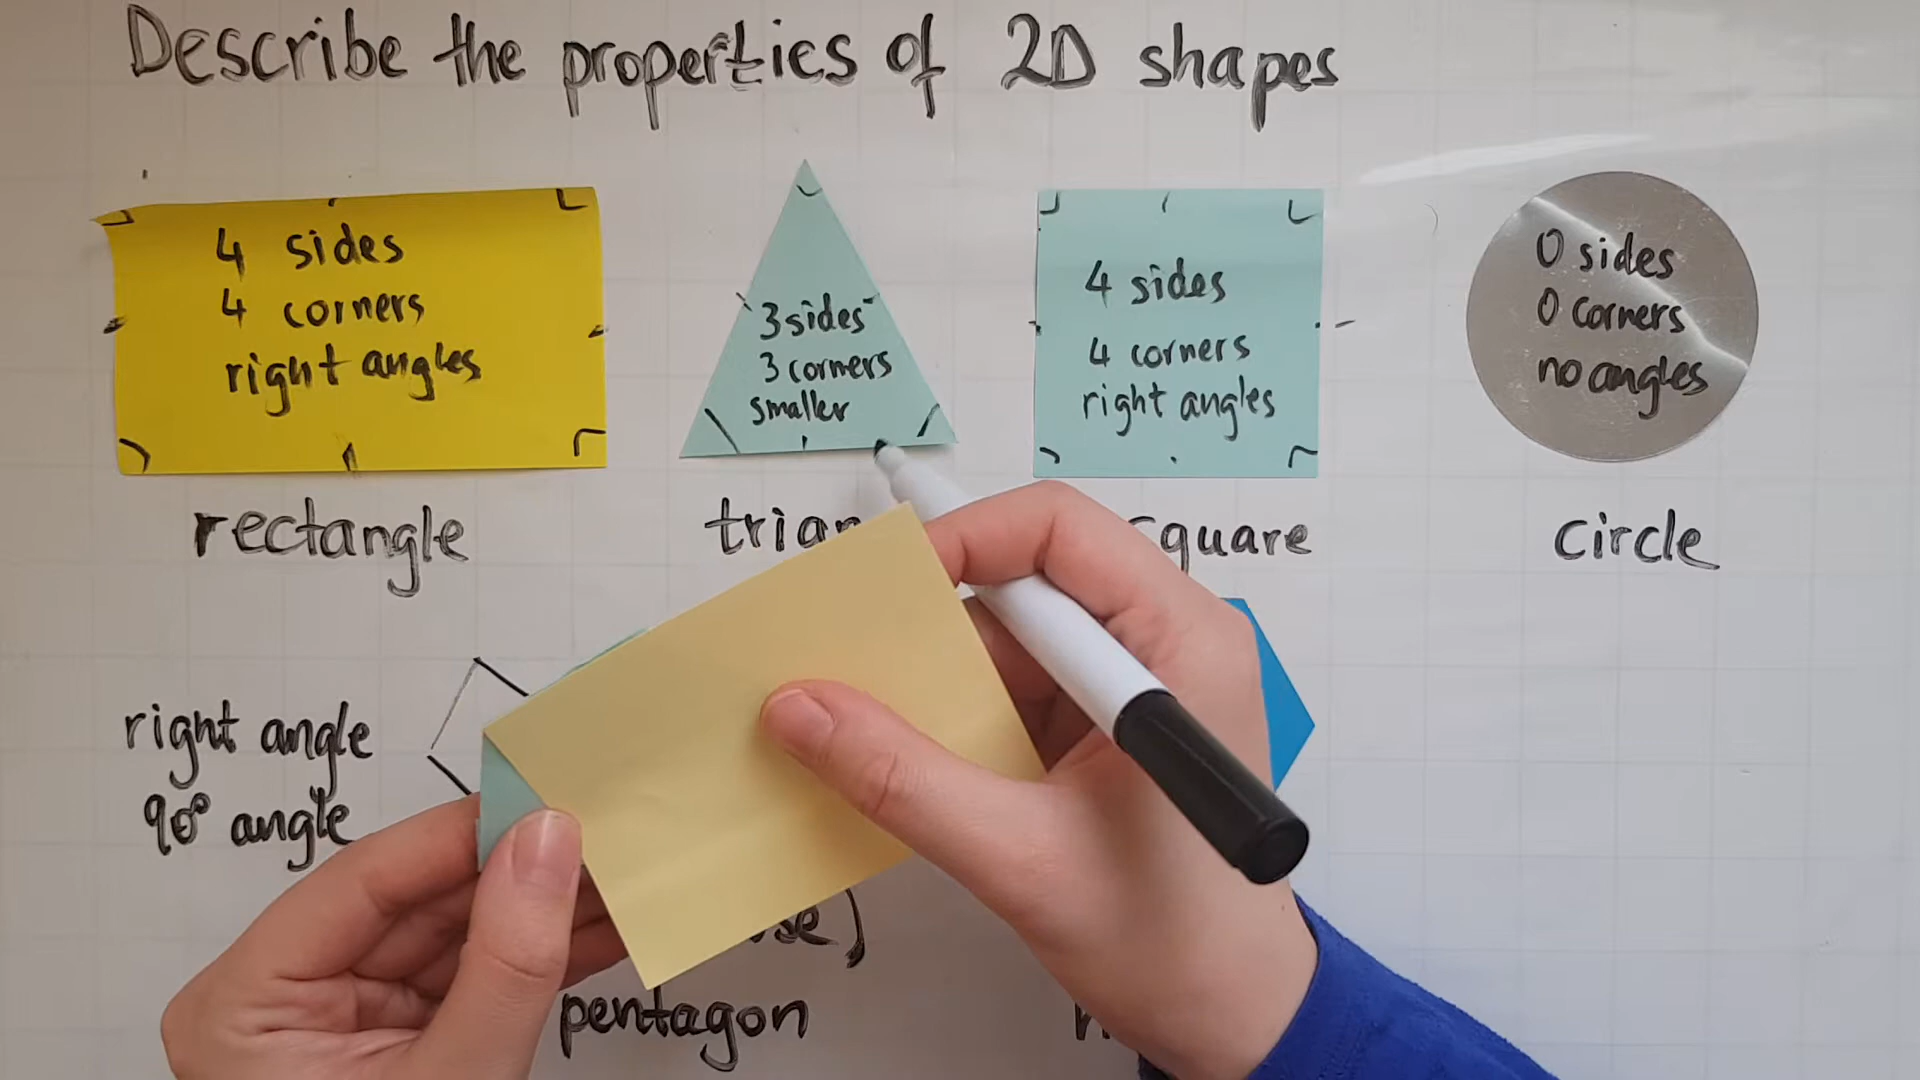 Describe the properties of 2D shapes
4 sides
4 corners
right angles
3 sides
3 corners
smaller
4 sides
4 corners
right angles
0 sides
0 corners
no angles
rectangle
circle
right angle
90° angle
pentagon